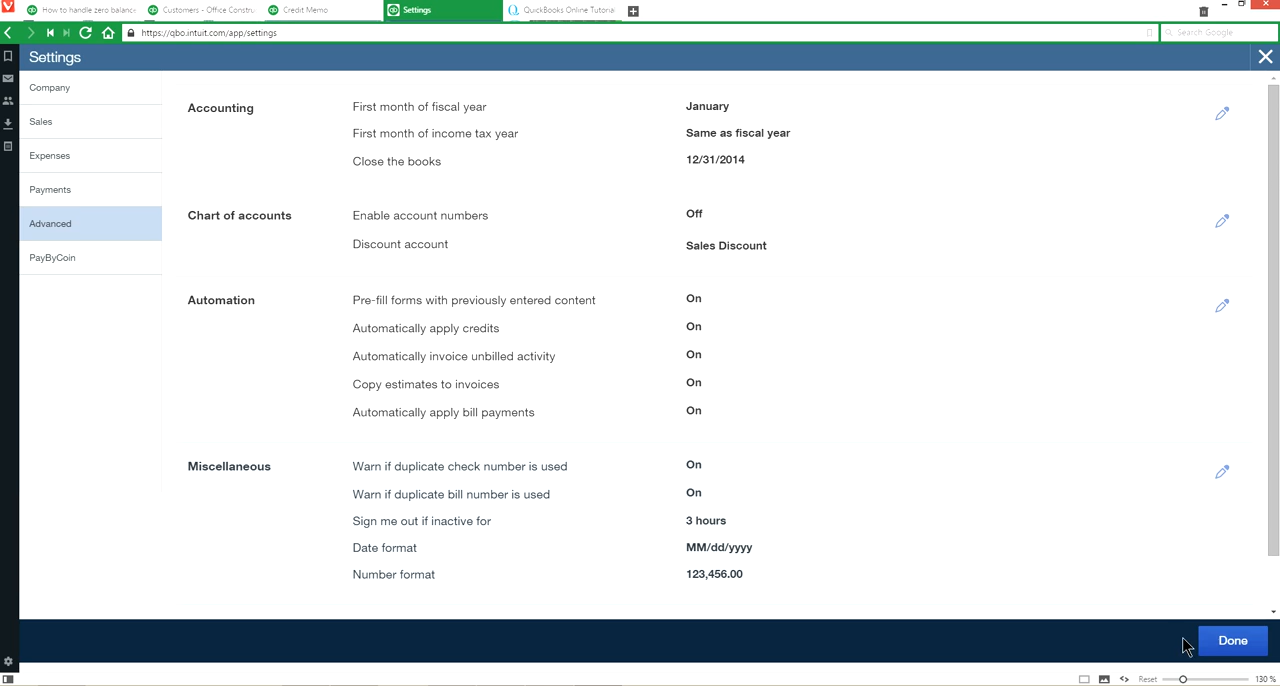 How to handle zero balanc
Customers - Office Constru
Credit Memo
Settings
QuickBooks Online Tutoria
https://qbo.intuit.com/app/settings
Search Google
Settings
Company
Sales
Expenses
Payments
Advanced
PayByCoin
Accounting
First month of fiscal year January
First month of income tax year Same as fiscal year
Close the books 12/31/2014
Chart of accounts
Enable account numbers Off
Discount account Sales Discount
Automation
Pre-fill forms with previously entered content On
Automatically apply credits On
Automatically invoice unbilled activity On
Copy estimates to invoices On
Automatically apply bill payments On
Miscellaneous
Warn if duplicate check number is used On
Warn if duplicate bill number is used On
Sign me out if inactive for 3 hours
Date format MM/dd/yyyy
Number format 123,456.00
Done
Reset 130 %